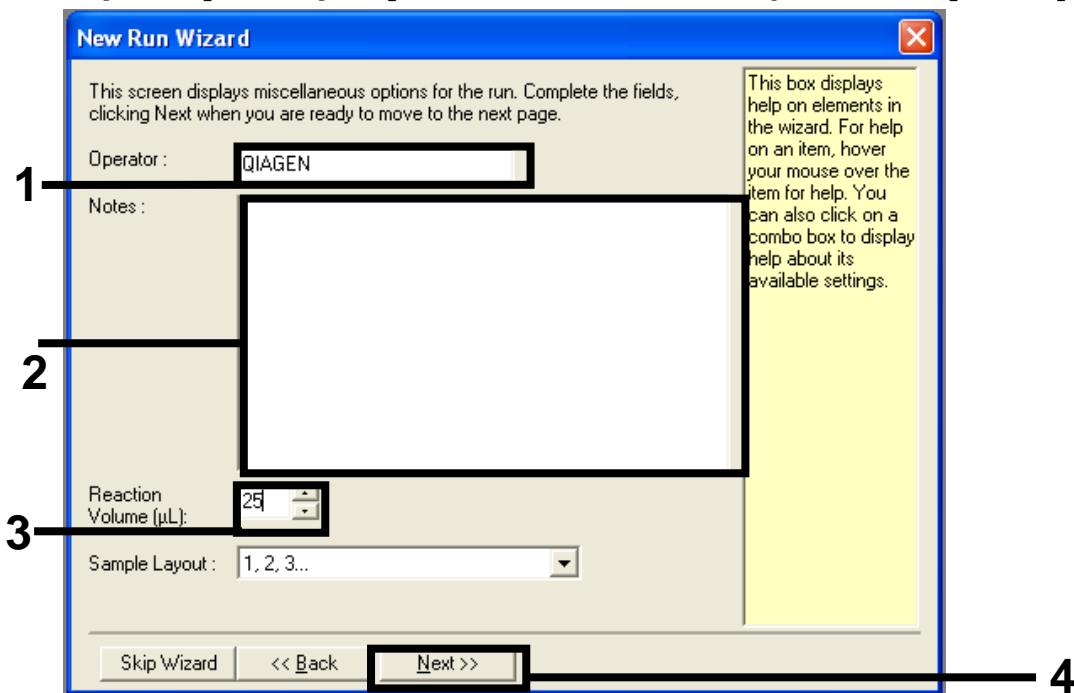 New Run Wizard
This screen displays miscellaneous options for the run. Complete the fields,
clicking Next when you are ready to move to the next page.
This box displays
help on elements in
the wizard. For help
on an item, hover
your mouse over the
item for help. You
can also click on a
combo box to display
help about its
available settings.
Operator :
QIAGEN
1
Notes :
2
Reaction
Volume (µL):
25
3
Sample Layout :
1, 2, 3...
Skip Wizard
<< Back
Next >>
4